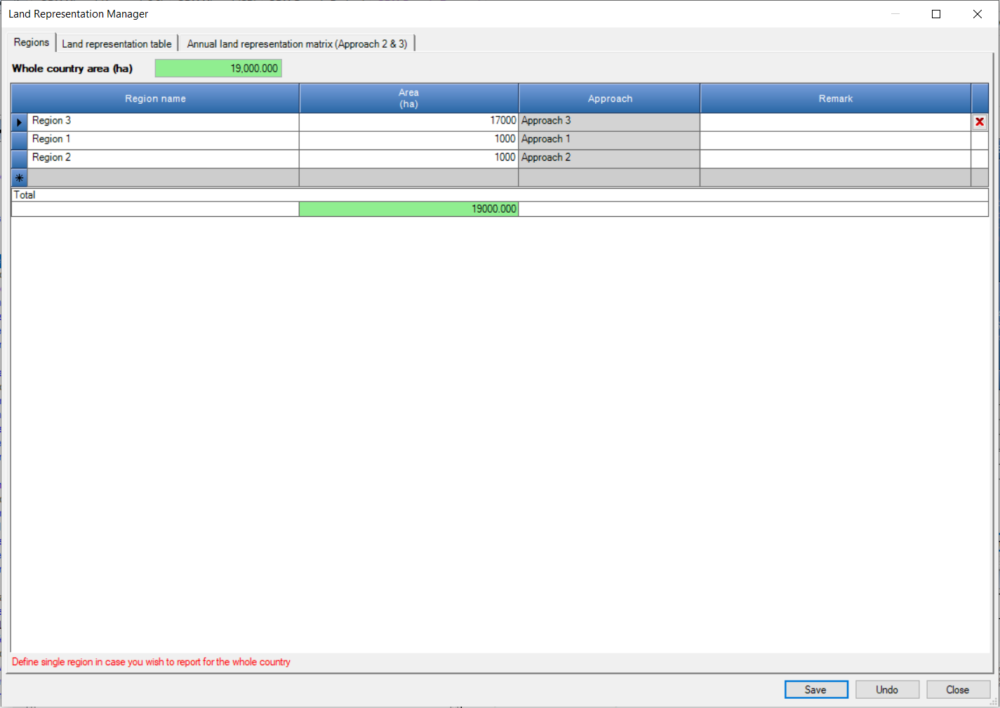 Land Representation Manager
Regions Land representation table Annual land representation matrix (Approach 2 & 3)
Whole country area (ha) 19,000.000
Region name Area (ha) Approach Remark
Region 3 17000 Approach 3
Region 1 1000 Approach 1
Region 2 1000 Approach 2
Total
19000.000
Define single region in case you wish to report for the whole country
Save Undo Close